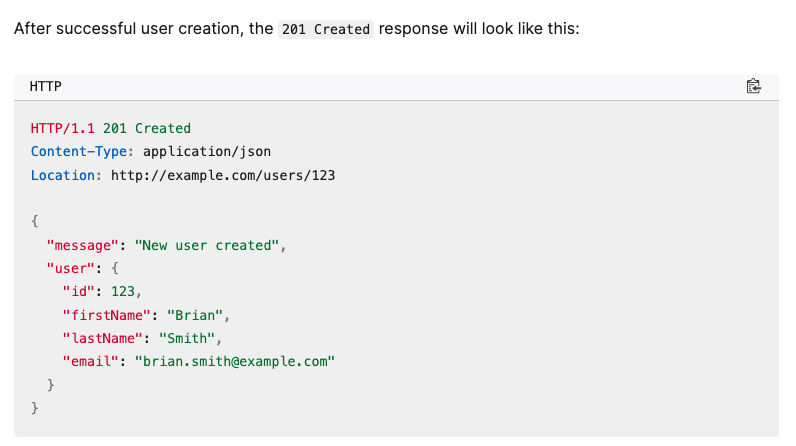 After successful user creation, the 201 Created response will look like this:
HTTP
HTTP/1.1 201 Created
Content-Type: application/json
Location: http://example.com/users/123
{
"message": "New user created",
"user": {
"id": 123,
"firstName": "Brian",
"lastName": "Smith",
"email": "brian.smith@example.com"
}
}